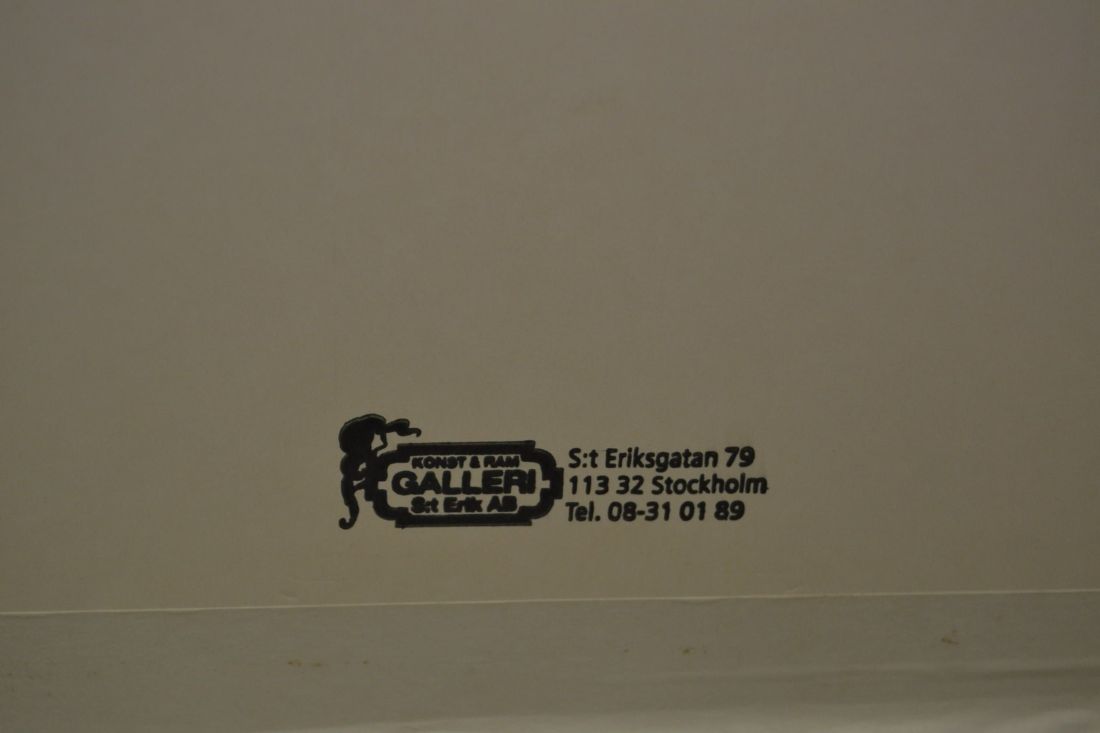 KONST & RAM
GALLERI
S:t Erik AB
S:t Eriksgatan 79
113 32 Stockholm
Tel. 08-31 01 89